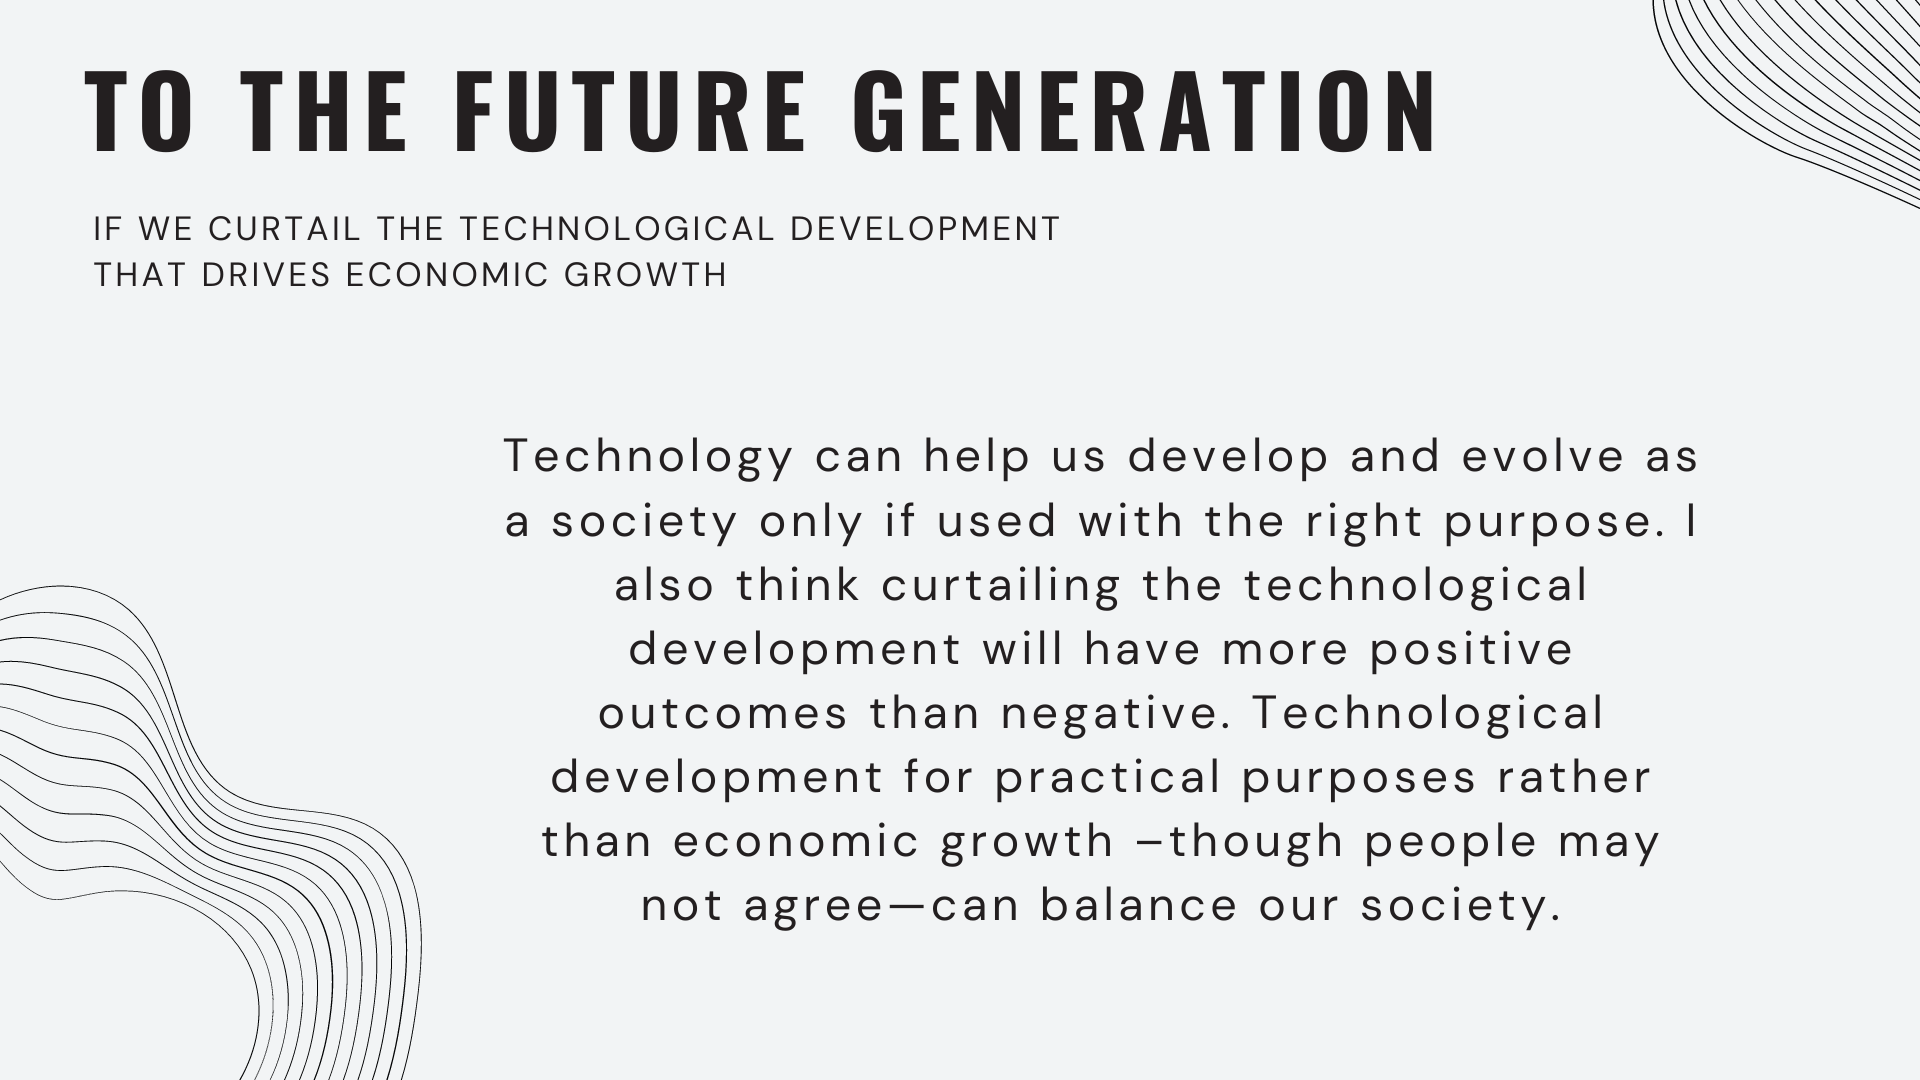 TO THE FUTURE GENERATION
IF WE CURTAIL THE TECHNOLOGICAL DEVELOPMENT
THAT DRIVES ECONOMIC GROWTH
Technology can help us develop and evolve as
a society only if used with the right purpose. I
also think curtailing the technological
development will have more positive
outcomes than negative. Technological
development for practical purposes rather
than economic growth –though people may
not agree—can balance our society.